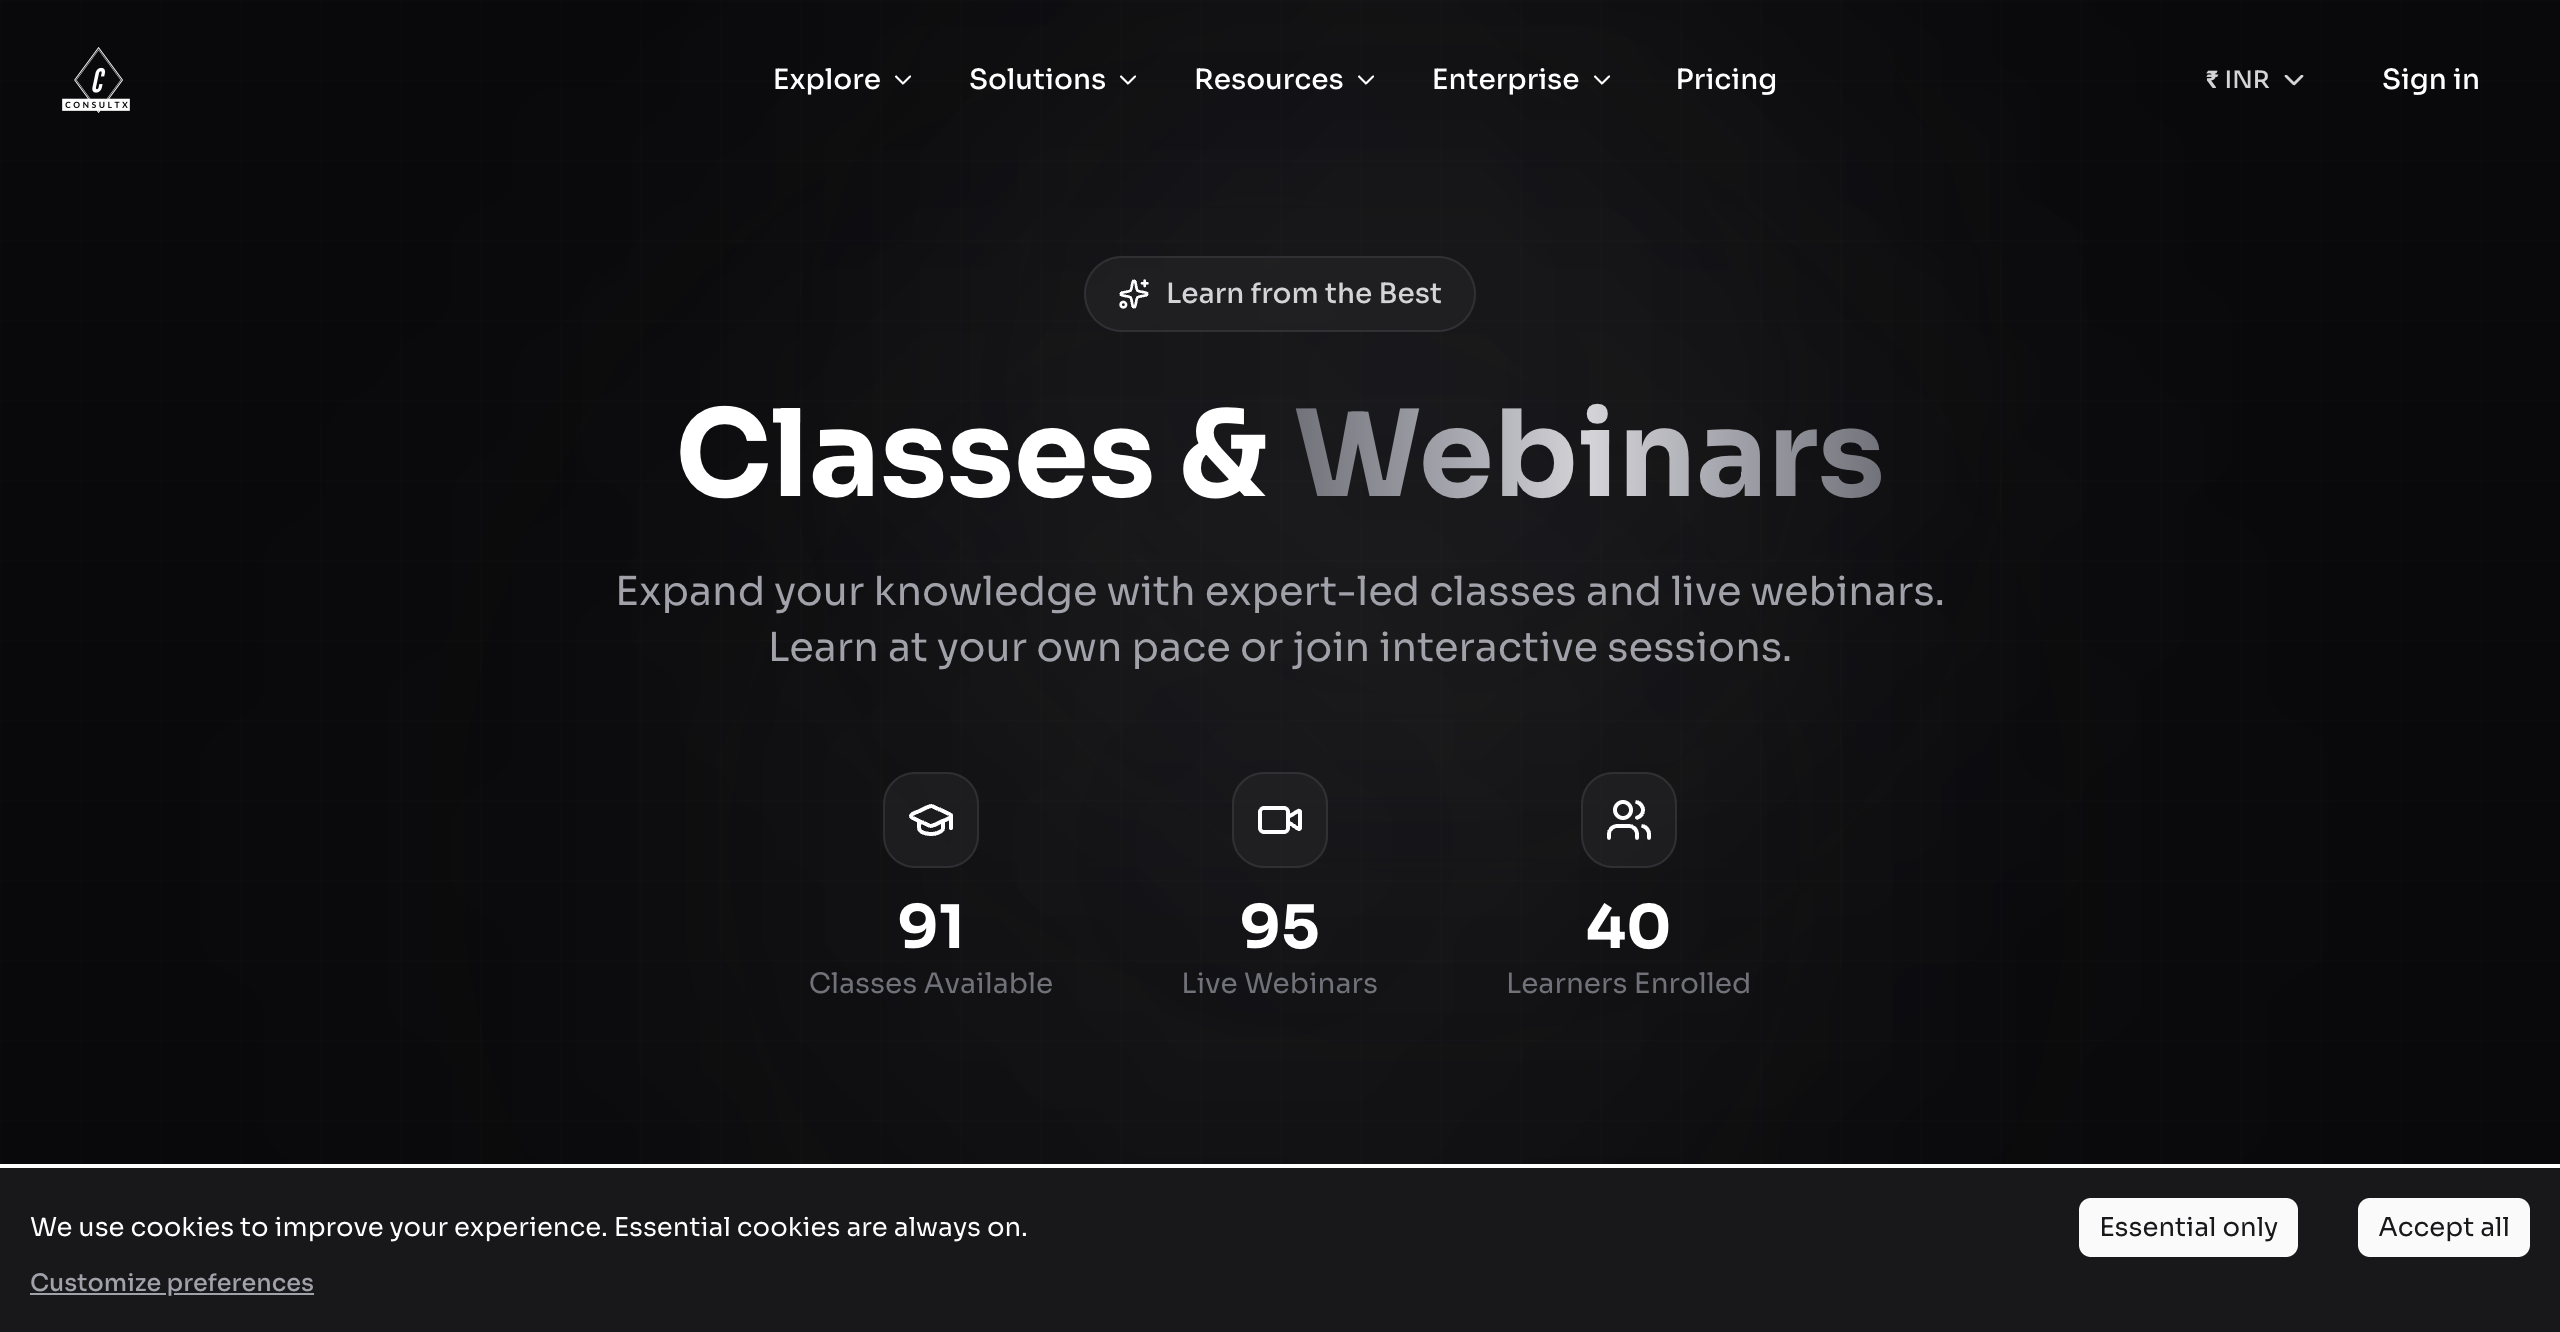 C
CONSULTX
Explore
Solutions
Resources
Enterprise
Pricing
₹ INR
Sign in
Learn from the Best
Classes & Webinars
Expand your knowledge with expert-led classes and live webinars.
Learn at your own pace or join interactive sessions.
91
Classes Available
95
Live Webinars
40
Learners Enrolled
We use cookies to improve your experience. Essential cookies are always on.
Customize preferences
Essential only
Accept all